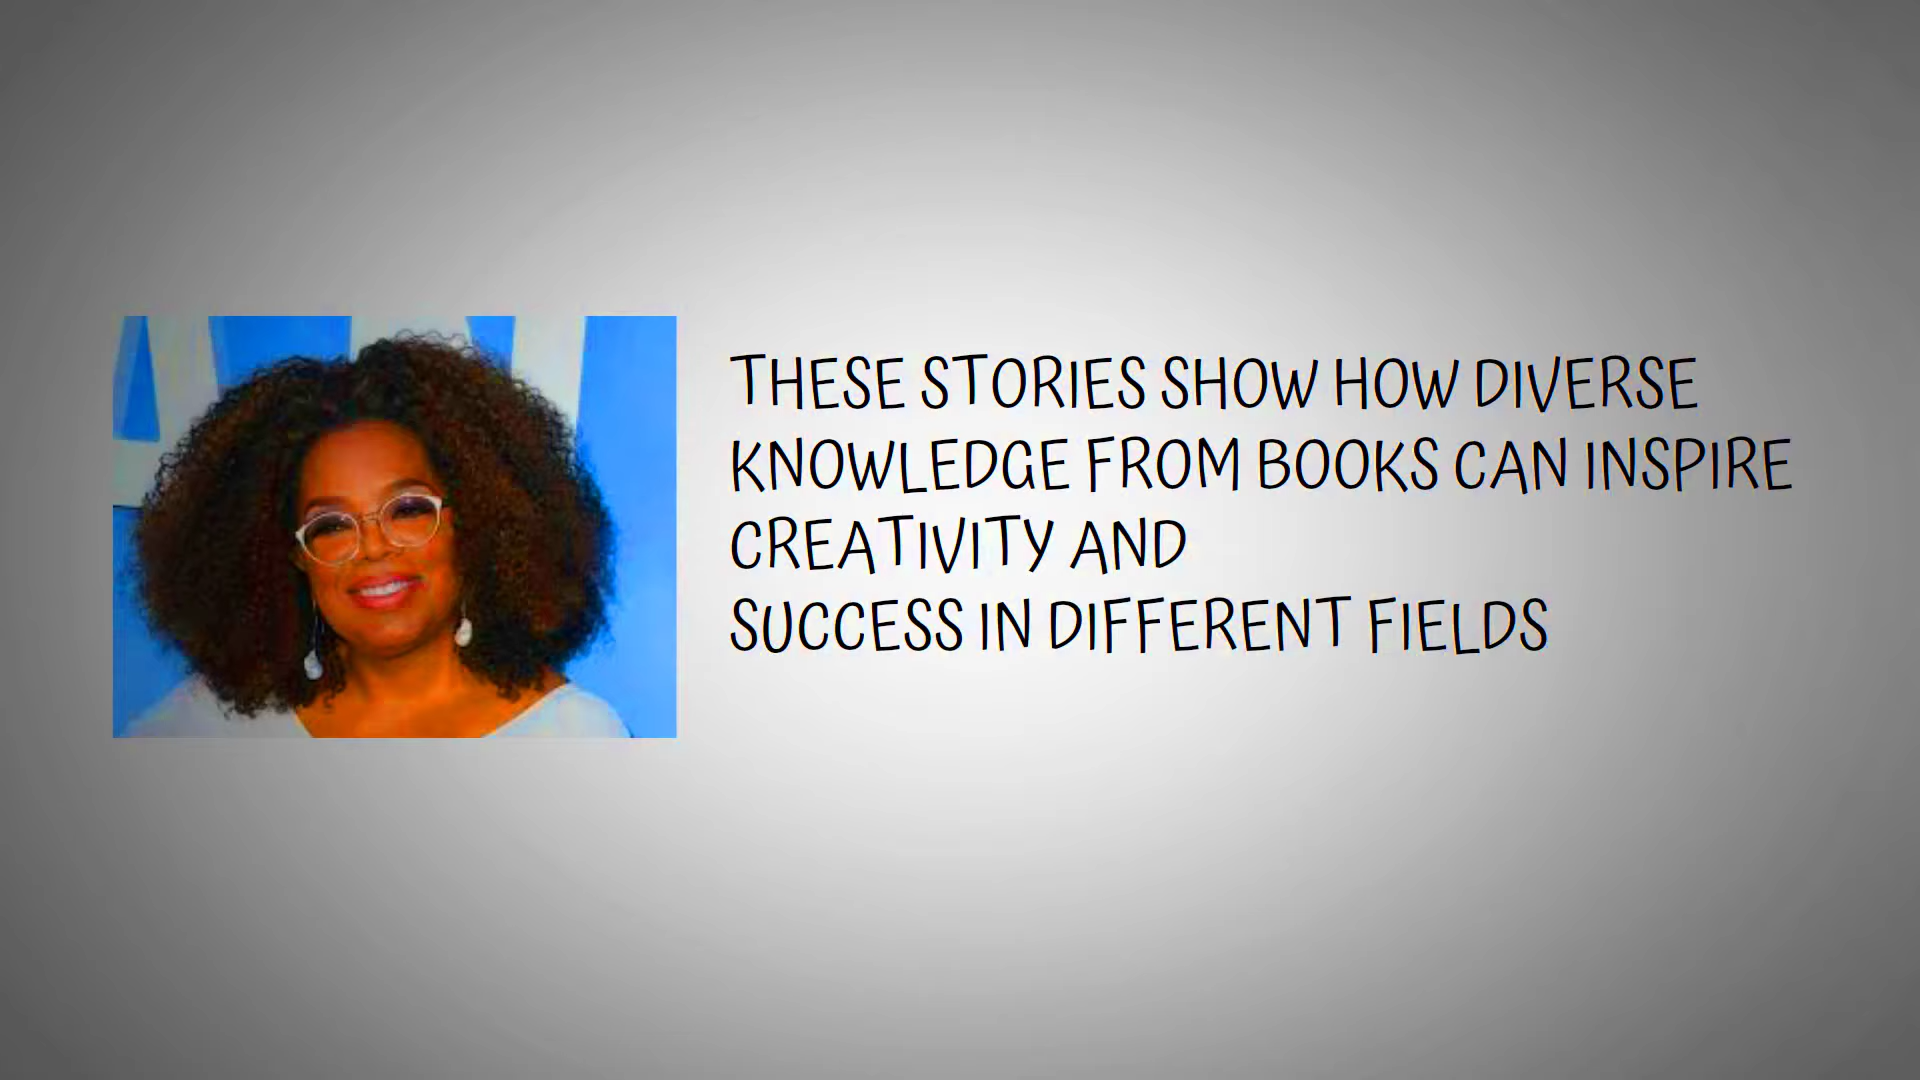 THESE STORIES SHOW HOW DIVERSE
KNOWLEDGE FROM BOOKS CAN INSPIRE
CREATIVITY AND
SUCCESS IN DIFFERENT FIELDS